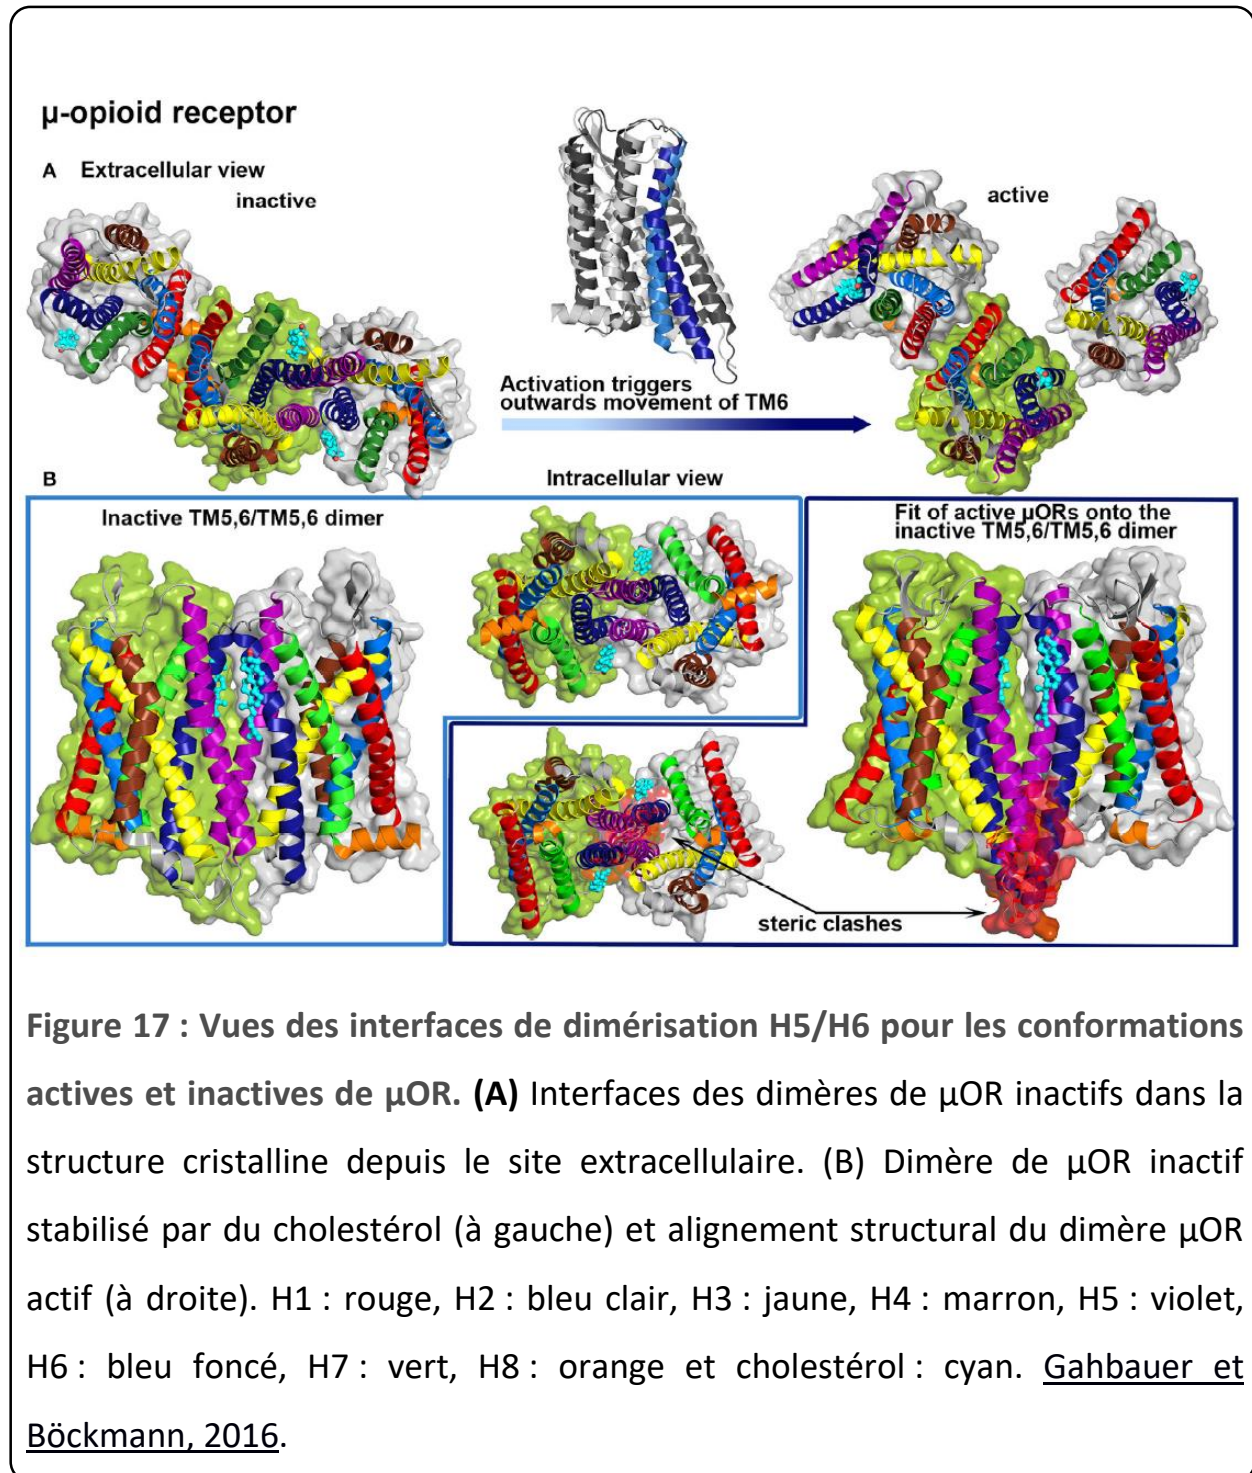 μ-opioid receptor
A Extracellular view
inactive
active
Activation triggers
outwards movement of TM6
B
Intracellular view
Inactive TM5,6/TM5,6 dimer
Fit of active μORs onto the
inactive TM5,6/TM5,6 dimer
steric clashes
Figure 17 : Vues des interfaces de dimérisation H5/H6 pour les conformations
actives et inactives de μOR. (A) Interfaces des dimères de μOR inactifs dans la
structure cristalline depuis le site extracellulaire. (B) Dimère de μOR inactif
stabilisé par du cholestérol (à gauche) et alignement structural du dimère μOR
actif (à droite). H1 : rouge, H2 : bleu clair, H3 : jaune, H4 : marron, H5 : violet,
H6 : bleu foncé, H7 : vert, H8 : orange et cholestérol : cyan. Gahbauer et
Böckmann, 2016.